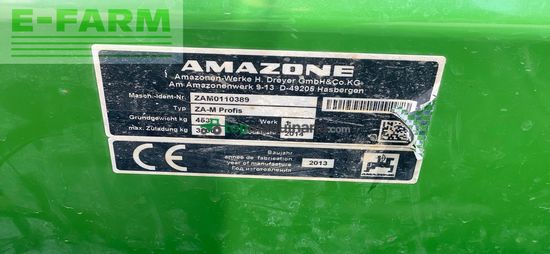 E-FARM
AMAZONE
Amazonen-Werke H. Dreyer GmbH&Co.KG
Am Amazonenwerk 9-13 D-49205 Hasbergen
Masch.-Ident-Nr. ZAM0110389
Typ ZA-M Profis
Grundgewicht kg Werk
max. Zuladung kg 2014
CE
Baujahr
année de fabrication
year of manufacture
Год изготовления
2013